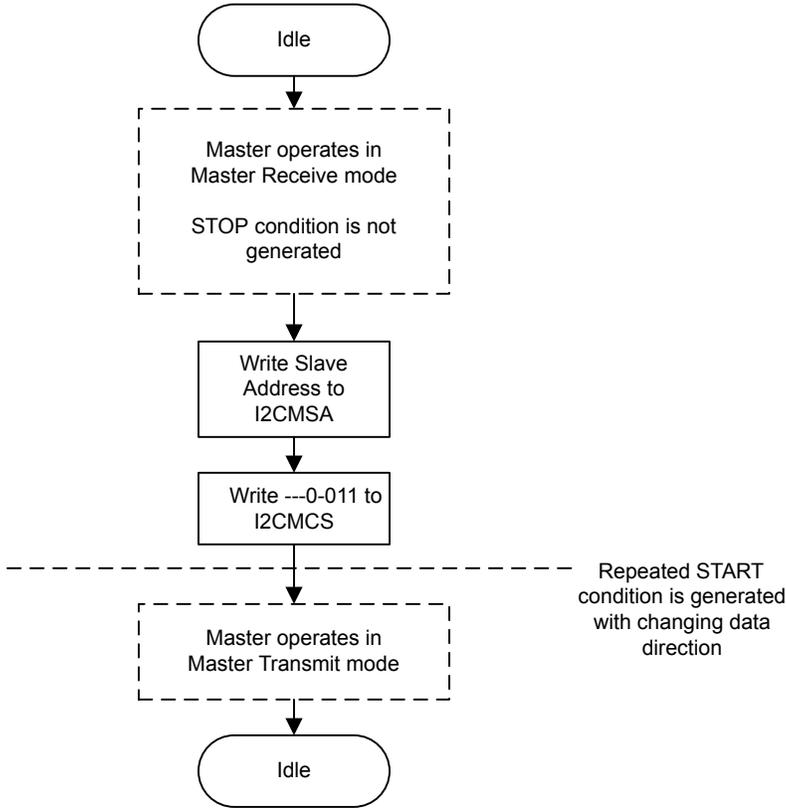 Idle
Master operates in
Master Receive mode
STOP condition is not
generated
Write Slave
Address to
I2CMSA
Write ---0-011 to
I2CMCS
Repeated START
condition is generated
with changing data
direction
Master operates in
Master Transmit mode
Idle